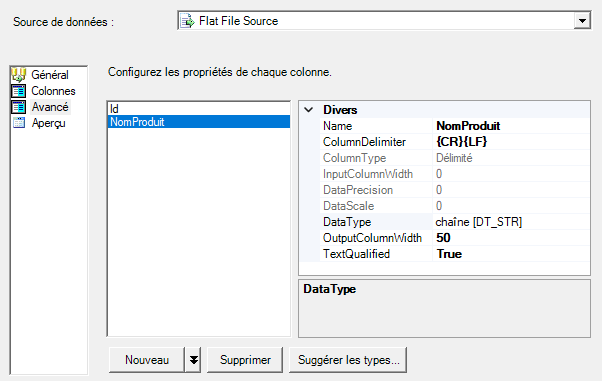 Source de données : Flat File Source
Général
Colonnes
Avancé
Aperçu
Configurez les propriétés de chaque colonne.
Id
NomProduit
Divers
Name NomProduit
ColumnDelimiter {CR}{LF}
ColumnType Délimité
InputColumnWidth 0
DataPrecision 0
DataScale 0
DataType chaîne [DT_STR]
OutputColumnWidth 50
TextQualified True
DataType
Nouveau Supprimer Suggérer les types...